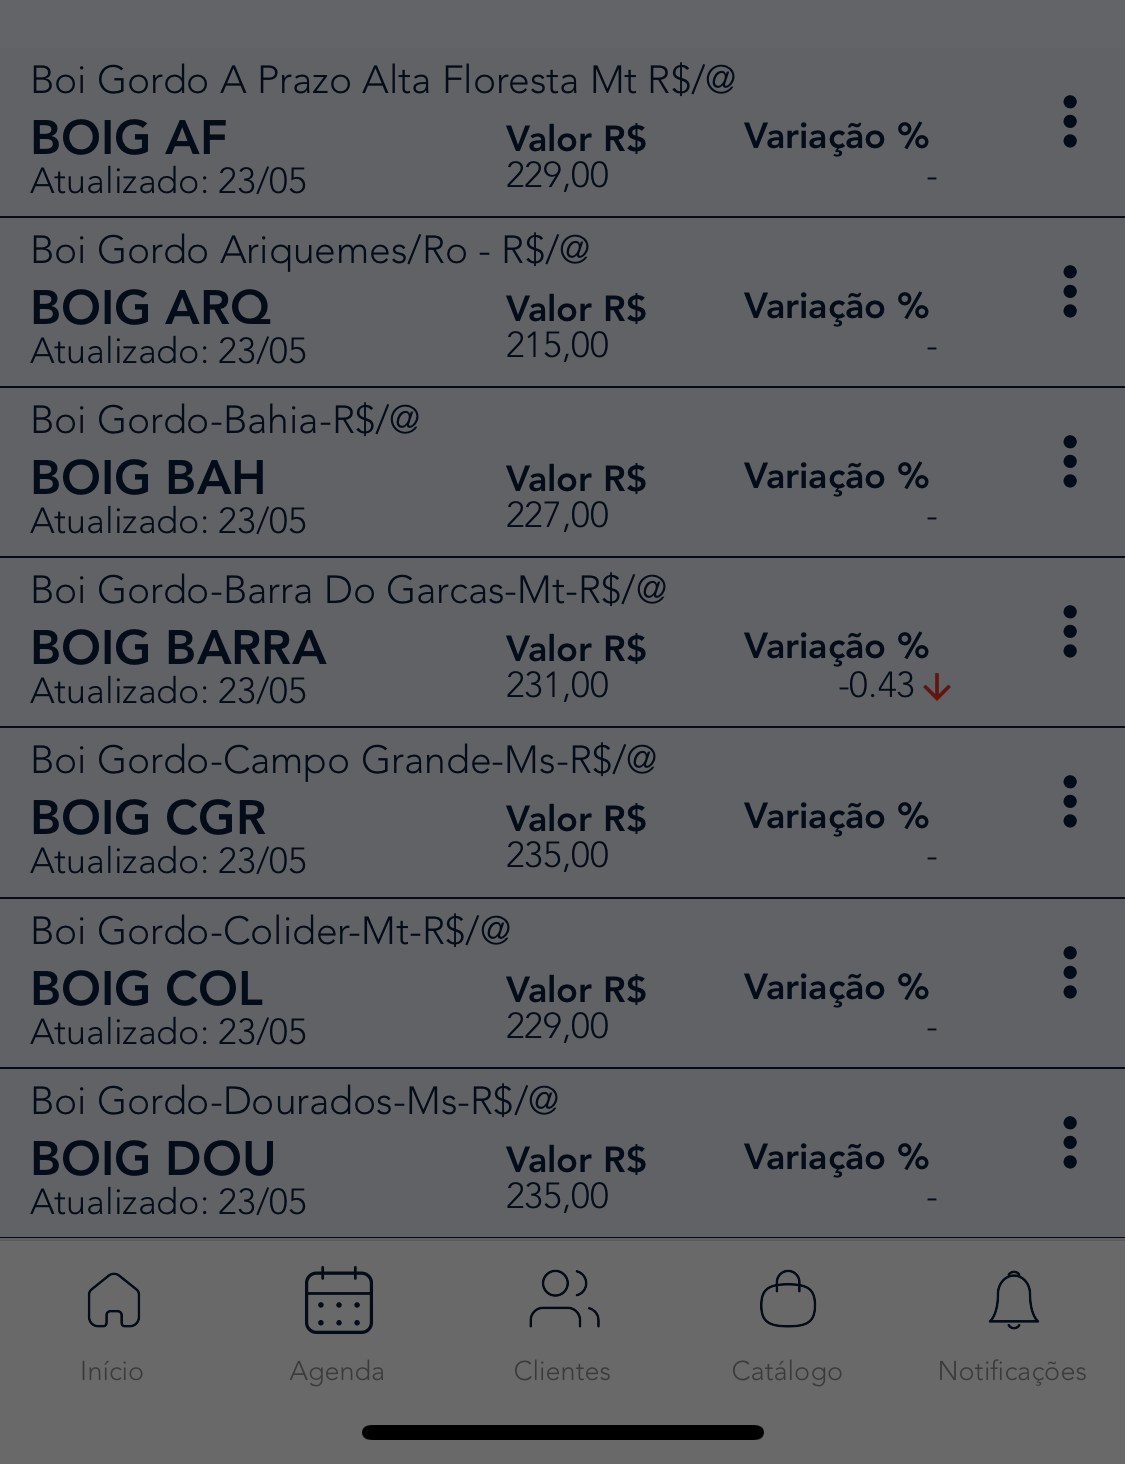 Boi Gordo A Prazo Alta Floresta Mt R$/@
BOIG AF Valor R$ Variação %
Atualizado: 23/05 229,00 -
Boi Gordo Ariquemes/Ro - R$/@
BOIG ARQ Valor R$ Variação %
Atualizado: 23/05 215,00 -
Boi Gordo-Bahia-R$/@
BOIG BAH Valor R$ Variação %
Atualizado: 23/05 227,00 -
Boi Gordo-Barra Do Garcas-Mt-R$/@
BOIG BARRA Valor R$ Variação %
Atualizado: 23/05 231,00 -0.43
Boi Gordo-Campo Grande-Ms-R$/@
BOIG CGR Valor R$ Variação %
Atualizado: 23/05 235,00 -
Boi Gordo-Colider-Mt-R$/@
BOIG COL Valor R$ Variação %
Atualizado: 23/05 229,00 -
Boi Gordo-Dourados-Ms-R$/@
BOIG DOU Valor R$ Variação %
Atualizado: 23/05 235,00 -
Início Agenda Clientes Catálogo Notificações